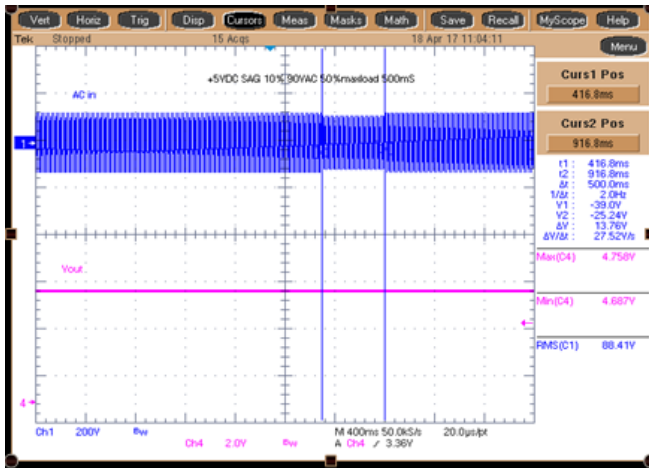 Vert Horiz Trig Disp Cursors Meas Masks Math Save Recall MyScope Help
Tek Stopped 15 Acqs 18 Apr 17 11:04:11
Menu
+5VDC SAG 10% 90VAC 50%maxload 500mS
AC in
1
Vout
4
Curs1 Pos
416.8ms
Curs2 Pos
916.8ms
t1: 416.8ms
t2: 916.8ms
Δt: 500.0ms
1/Δt: 2.0Hz
V1: -39.0V
V2: -25.24V
ΔV: 13.76V
ΔV/Δt: 27.52V/s
Max(C4) 4.758V
Min(C4) 4.687V
RMS(C1) 88.41V
Ch1 200V Bw M 400ms 50.0kS/s 20.0µs/pt
Ch4 2.0V Bw A Ch4 / 3.36V